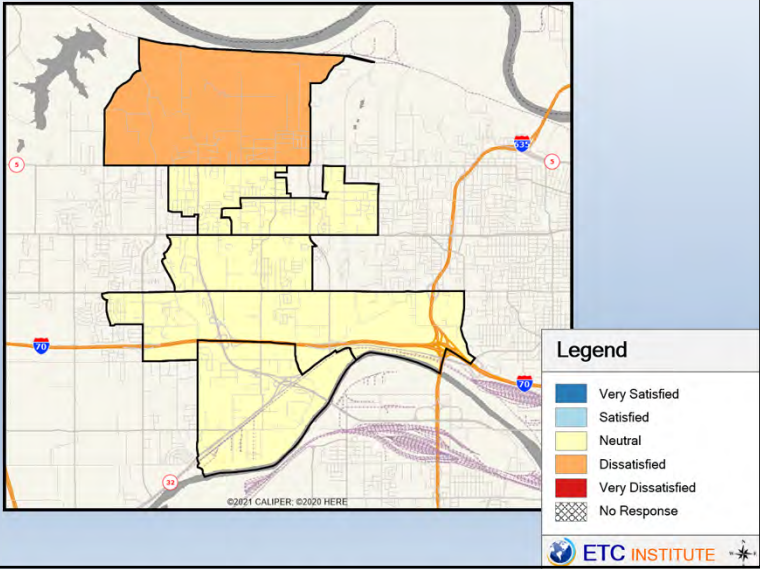 635
5
5
70
Legend
70
Very Satisfied
Satisfied
Neutral
Dissatisfied
32
Very Dissatisfied
©2021 CALIPER; ©2020 HERE
No Response
ETC INSTITUTE